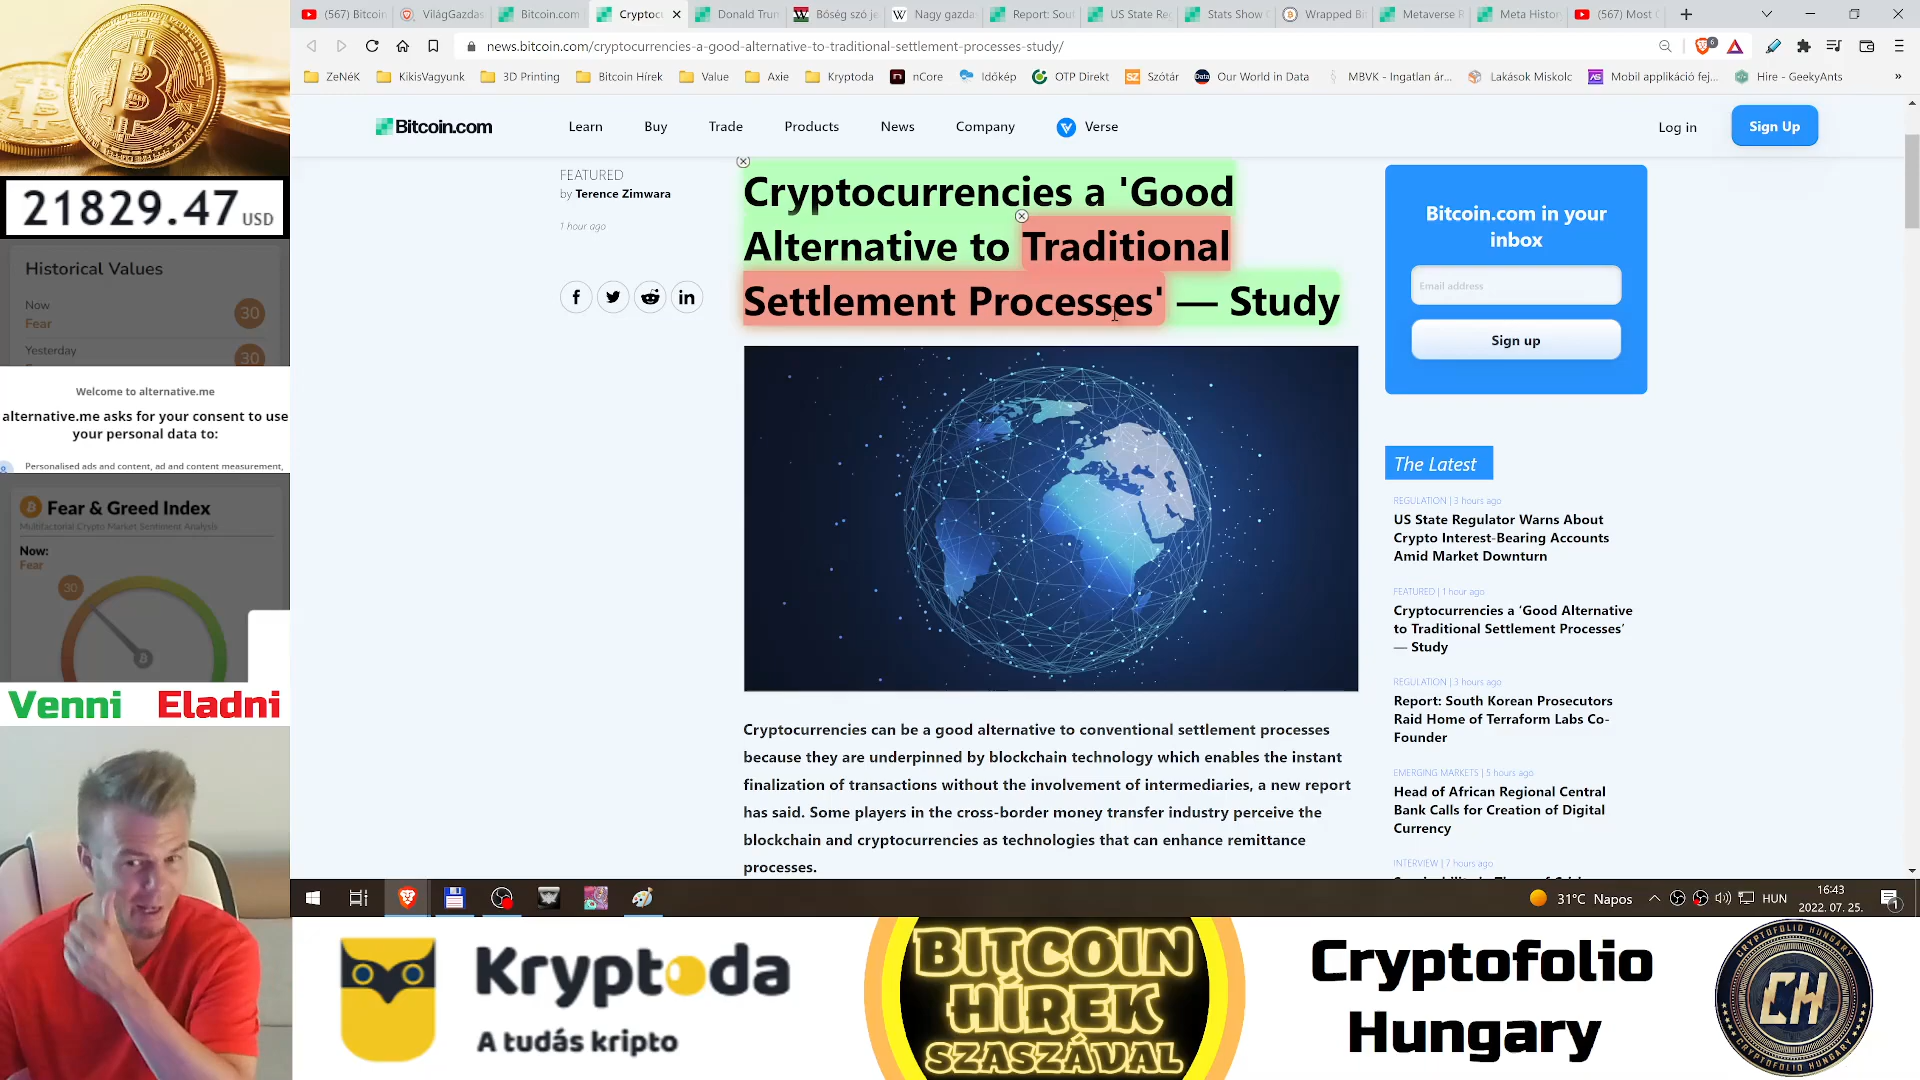 (567) Bitcoin
VilágGazdas
Bitcoin.com
Cryptoc
Donald Trun
Bőség szó je
Nagy gazda
Report: Sou
US State Re
Stats Show
Wrapped Bi
Metaverse R
Meta Histor
(567) Most C
news.bitcoin.com/cryptocurrencies-a-good-alternative-to-traditional-settlement-processes-study/
6
ZeNéK
KikisVagyunk
3D Printing
Bitcoin Hírek
Value
Axie
Kryptoda
nCore
Időkép
OTP Direkt
SZ Szótár
Our World in Data
MBVK - Ingatlan ár...
Lakások Miskolc
Mobil applikáció fej...
Hire - GeekyAnts
»
Bitcoin.com
Learn
Buy
Trade
Products
News
Company
Verse
Log in
Sign Up
21829.47 USD
Historical Values
Now
Fear
30
Yesterday
30
Welcome to alternative.me
alternative.me asks for your consent to use
your personal data to:
Personalised ads and content, ad and content measurement,
Fear & Greed Index
Multifactorial Crypto Market Sentiment Analysis
Now:
Fear
30
Venni Eladni
FEATURED
by Terence Zimwara
1 hour ago
Cryptocurrencies a 'Good
Alternative to Traditional
Settlement Processes' — Study
Cryptocurrencies can be a good alternative to conventional settlement processes
because they are underpinned by blockchain technology which enables the instant
finalization of transactions without the involvement of intermediaries, a new report
has said. Some players in the cross-border money transfer industry perceive the
blockchain and cryptocurrencies as technologies that can enhance remittance
processes.
Bitcoin.com in your
inbox
Email address
Sign up
The Latest
REGULATION | 3 hours ago
US State Regulator Warns About
Crypto Interest-Bearing Accounts
Amid Market Downturn
FEATURED | 1 hour ago
Cryptocurrencies a ‘Good Alternative
to Traditional Settlement Processes’
— Study
REGULATION | 3 hours ago
Report: South Korean Prosecutors
Raid Home of Terraform Labs Co-
Founder
EMERGING MARKETS | 5 hours ago
Head of African Regional Central
Bank Calls for Creation of Digital
Currency
INTERVIEW | 7 hours ago
31°C Napos
HUN
16:43
2022. 07. 25.
1
Kryptoda
A tudás kripto
BITCOIN
HÍREK
SZASZÁVAL
Cryptofolio
Hungary
CRYPTOFOLIO HUNGARY
CH
CRYPTOFOLIO HUNGARY